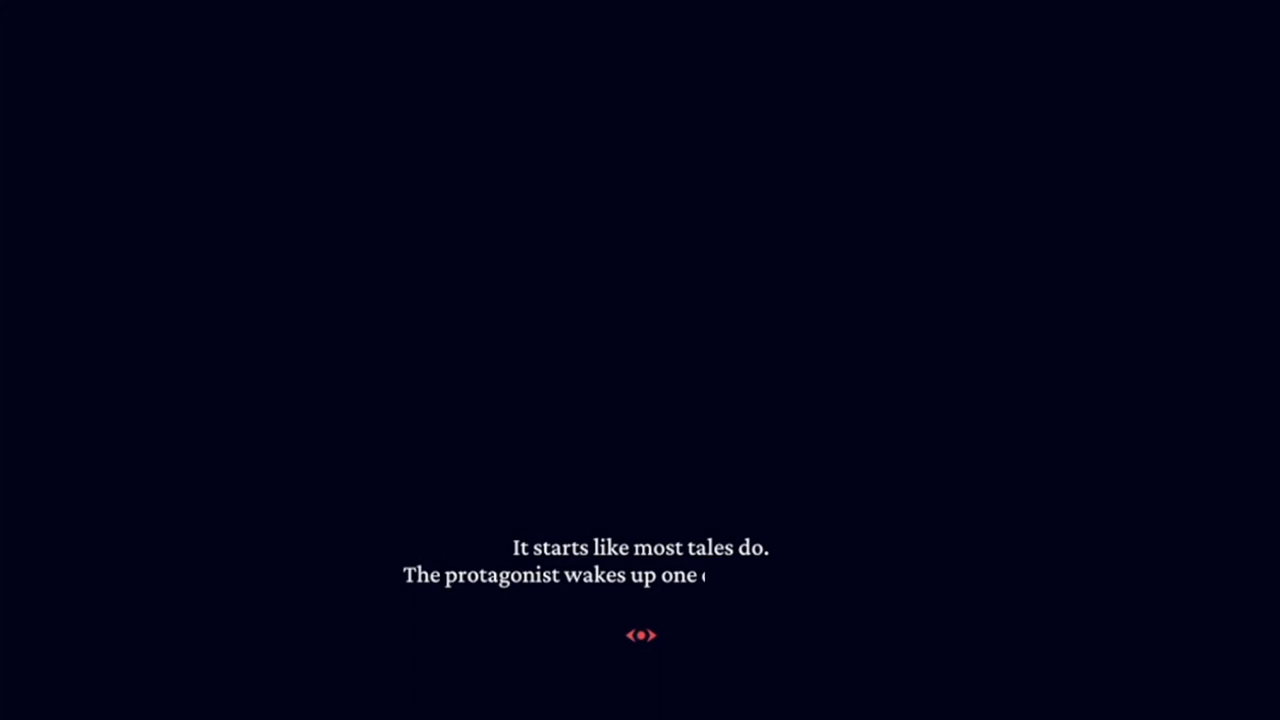 It starts like most tales do.
The protagonist wakes up one